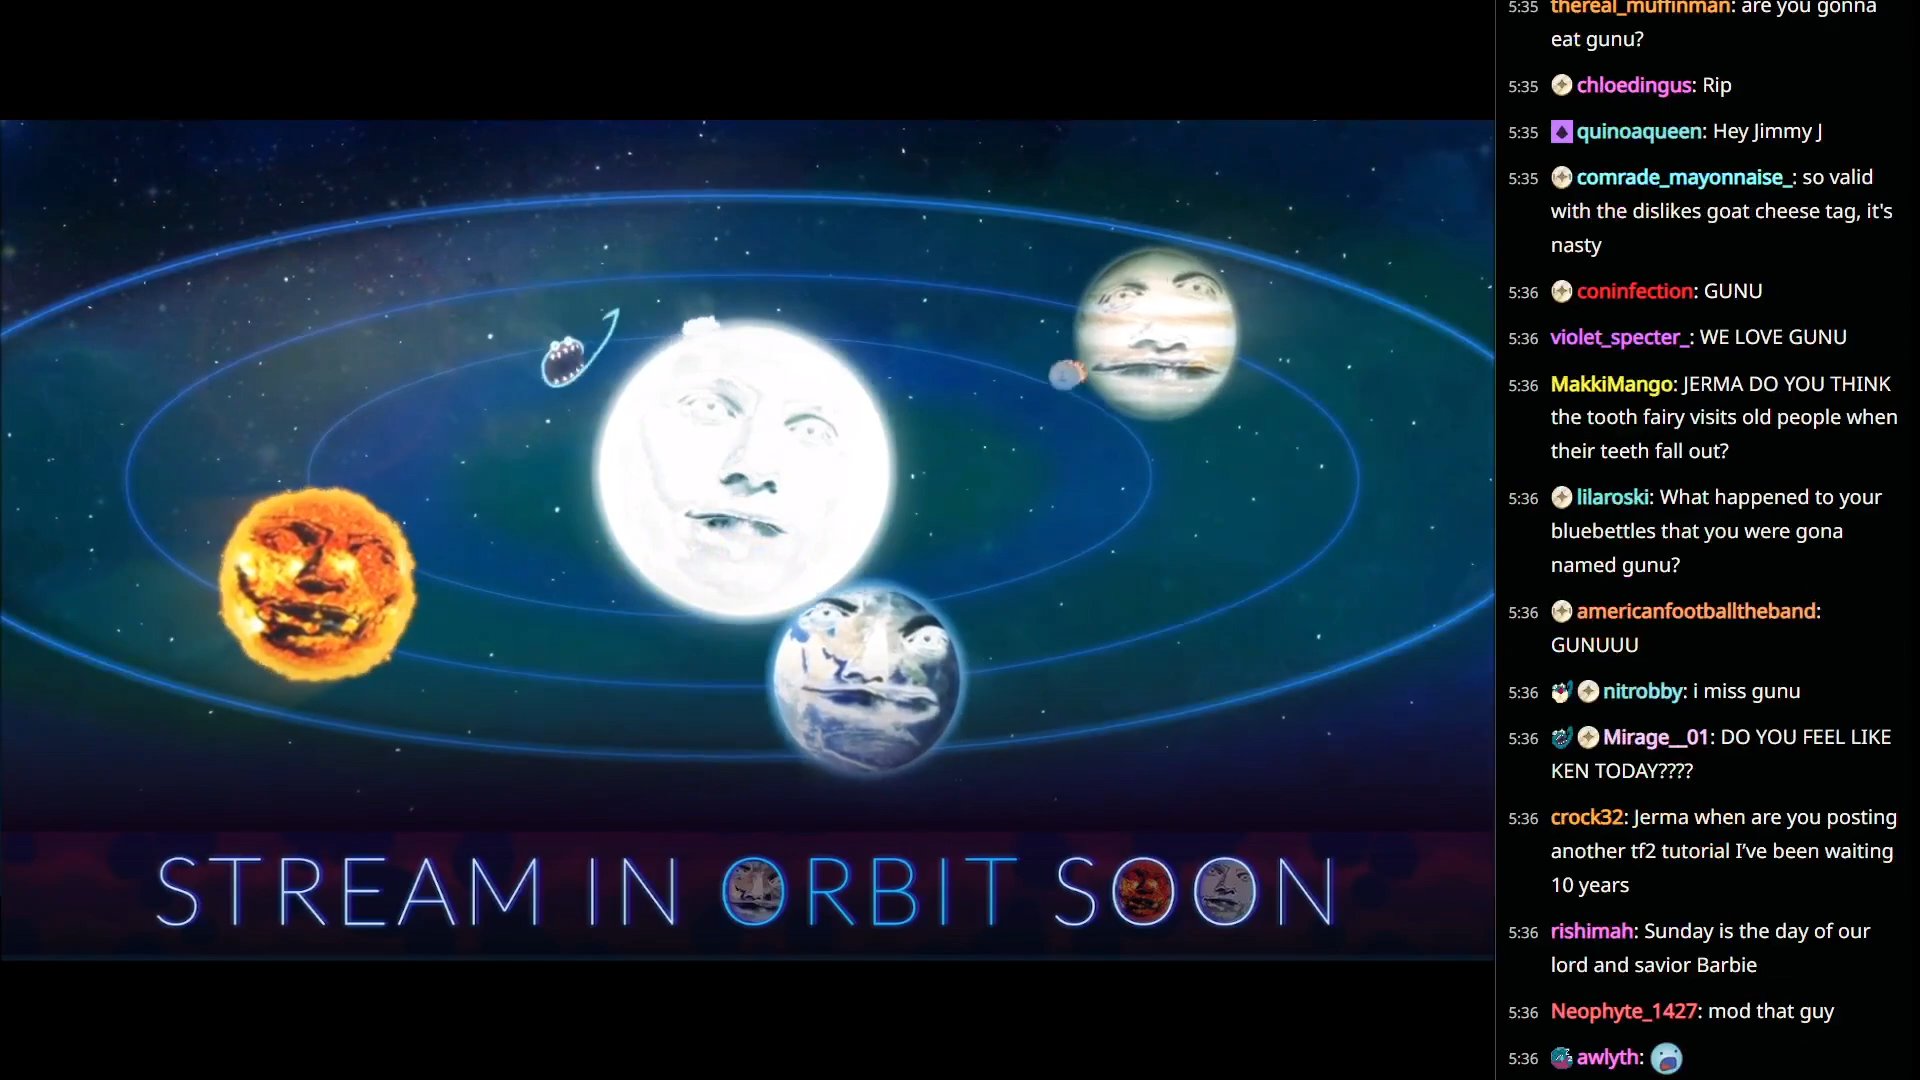 STREAM IN ORBIT SOON
5:35 thereal_muffinman: are you gonna
eat gunu?
5:35 chloedingus: Rip
5:35 quinoaqueen: Hey Jimmy J
5:35 comrade_mayonnaise_: so valid
with the dislikes goat cheese tag, it's
nasty
5:36 coninfection: GUNU
5:36 violet_specter_: WE LOVE GUNU
5:36 MakkiMango: JERMA DO YOU THINK
the tooth fairy visits old people when
their teeth fall out?
5:36 lilaroski: What happened to your
bluebettles that you were gona
named gunu?
5:36 americanfootballtheband:
GUNUUU
5:36 nitrobby: i miss gunu
5:36 Mirage__01: DO YOU FEEL LIKE
KEN TODAY????
5:36 crock32: Jerma when are you posting
another tf2 tutorial I’ve been waiting
10 years
5:36 rishimah: Sunday is the day of our
lord and savior Barbie
5:36 Neophyte_1427: mod that guy
5:36 awlyth: